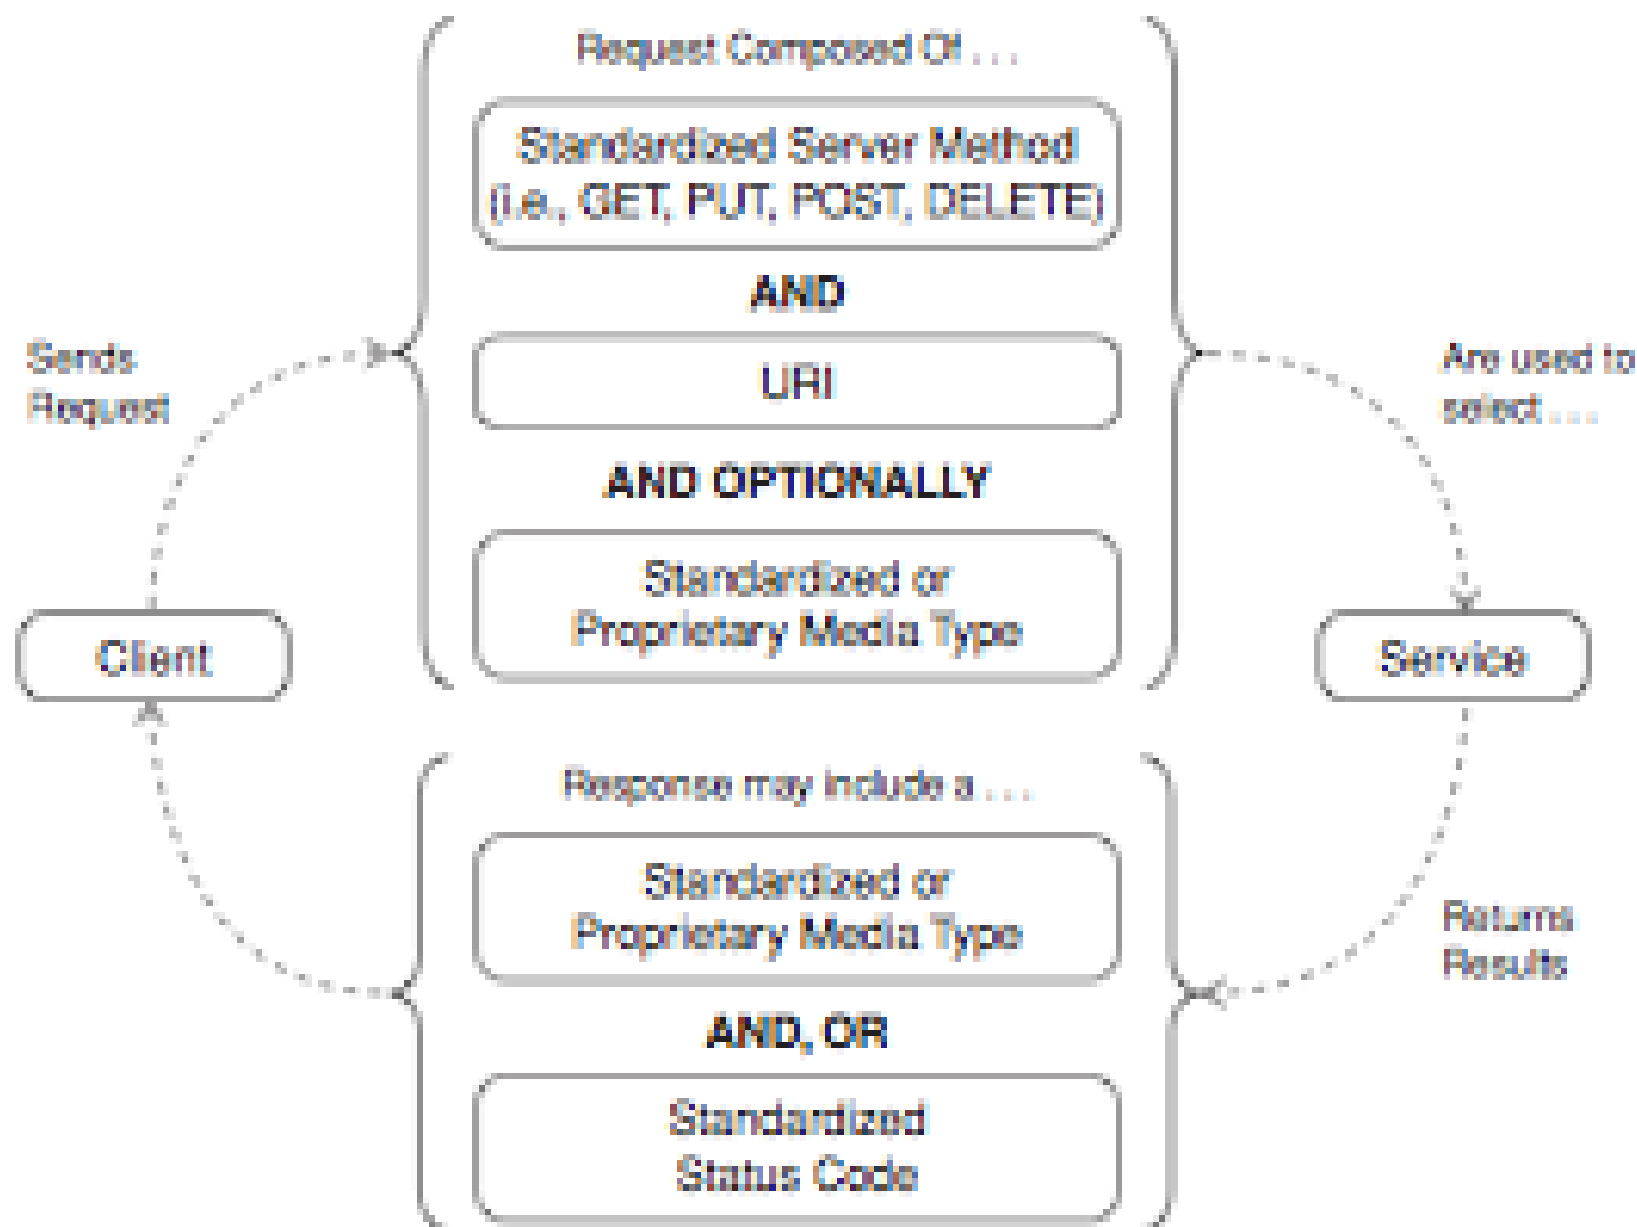 Request Composed Of . . .
Standardized Server Method
(i.e., GET, PUT, POST, DELETE)
AND
URI
AND OPTIONALLY
Standardized or
Proprietary Media Type
Sends
Request
Are used to
select . . .
Client
Service
Response may include a . . .
Standardized or
Proprietary Media Type
AND, OR
Standardized
Status Code
Returns
Results